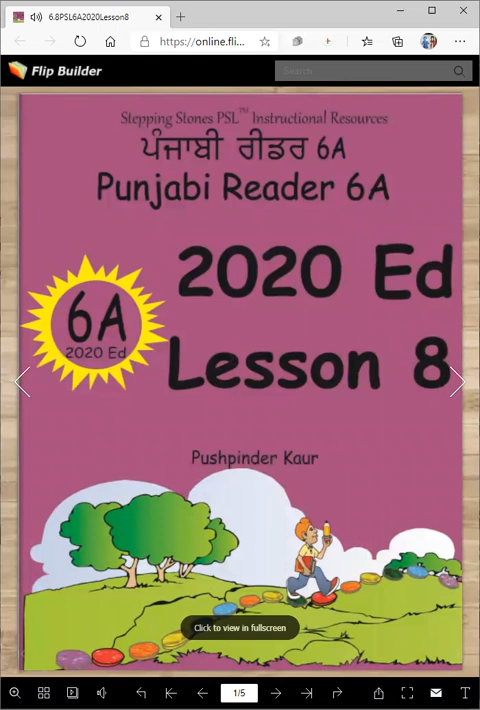 6.8PSL6A2020Lesson8
https://online.fli...
Flip Builder
Search
Stepping Stones PSL™ Instructional Resources
ਪੰਜਾਬੀ ਰੀਡਰ 6A
Punjabi Reader 6A
2020 Ed
6A
2020 Ed
Lesson 8
Pushpinder Kaur
Click to view in fullscreen
1/5